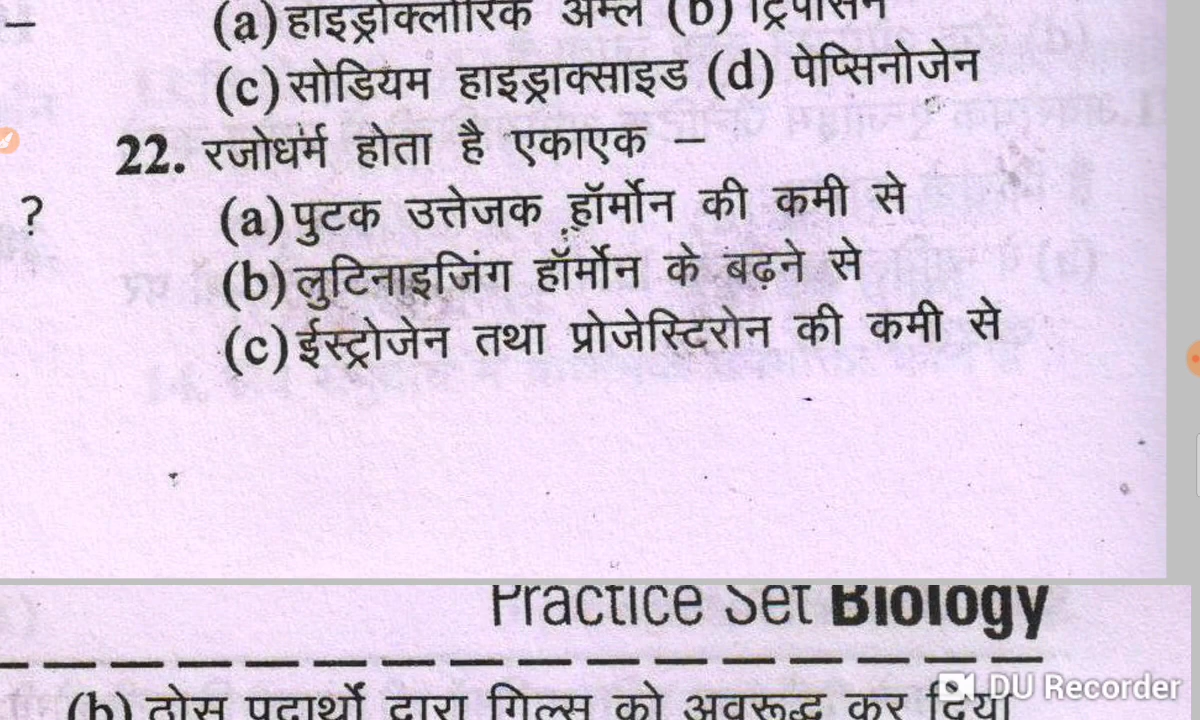 (a) हाइड्रोक्लोरिक अम्ल (b) ट्रिपसिन
(c) सोडियम हाइड्राक्साइड (d) पेप्सिनोजेन
22. रजोधर्म होता है एकाएक –
?
(a) पुटक उत्तेजक हॉर्मोन की कमी से
(b) लुटिनाइजिंग हॉर्मोन के बढ़ने से
(c) ईस्ट्रोजेन तथा प्रोजेस्टिरोन की कमी से
Practice Set Biology
(b) ठोस पदार्थों द्वारा गिल्स को अवरूद्ध कर दिया
DU Recorder